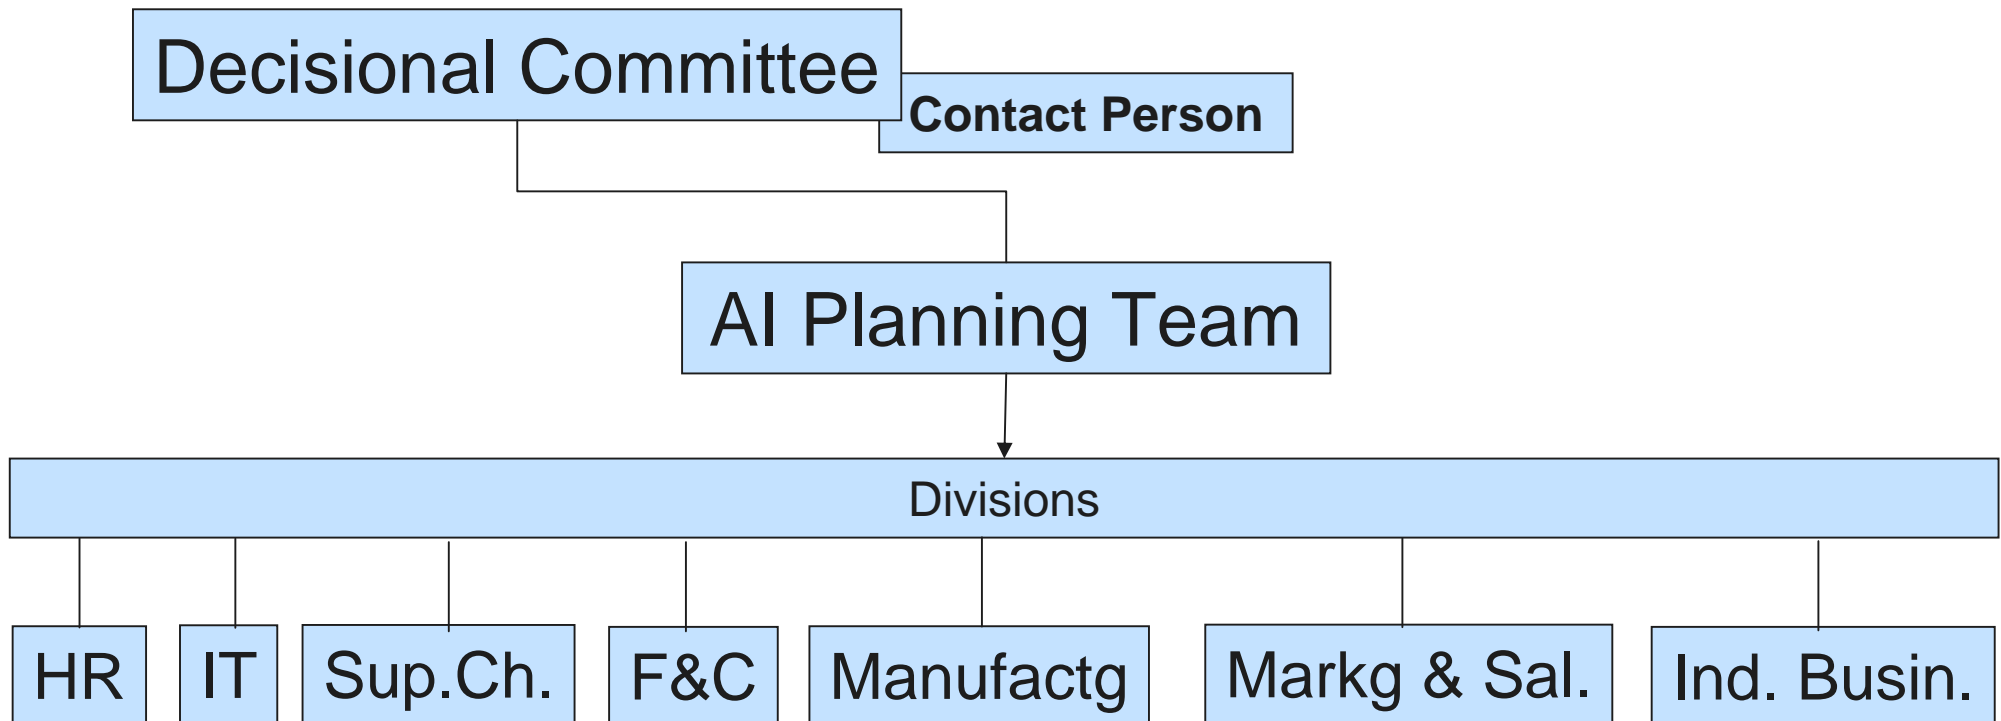 Decisional Committee
Contact Person
AI Planning Team
Divisions
HR
IT
Sup.Ch.
F&C
Manufactg
Markg & Sal.
Ind. Busin.